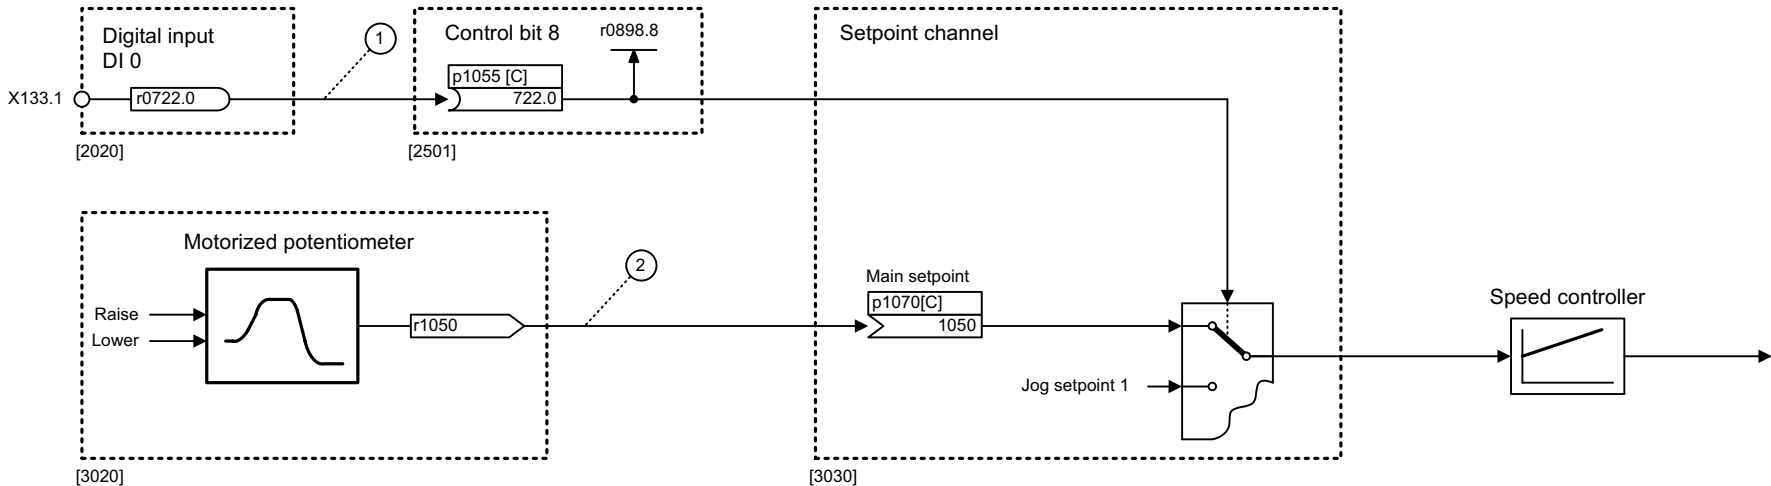 Digital input
DI 0
X133.1
r0722.0
[2020]
1
Control bit 8
r0898.8
p1055 [C]
722.0
[2501]
Setpoint channel
Motorized potentiometer
Raise
Lower
r1050
[3020]
2
Main setpoint
p1070[C]
1050
Jog setpoint 1
[3030]
Speed controller